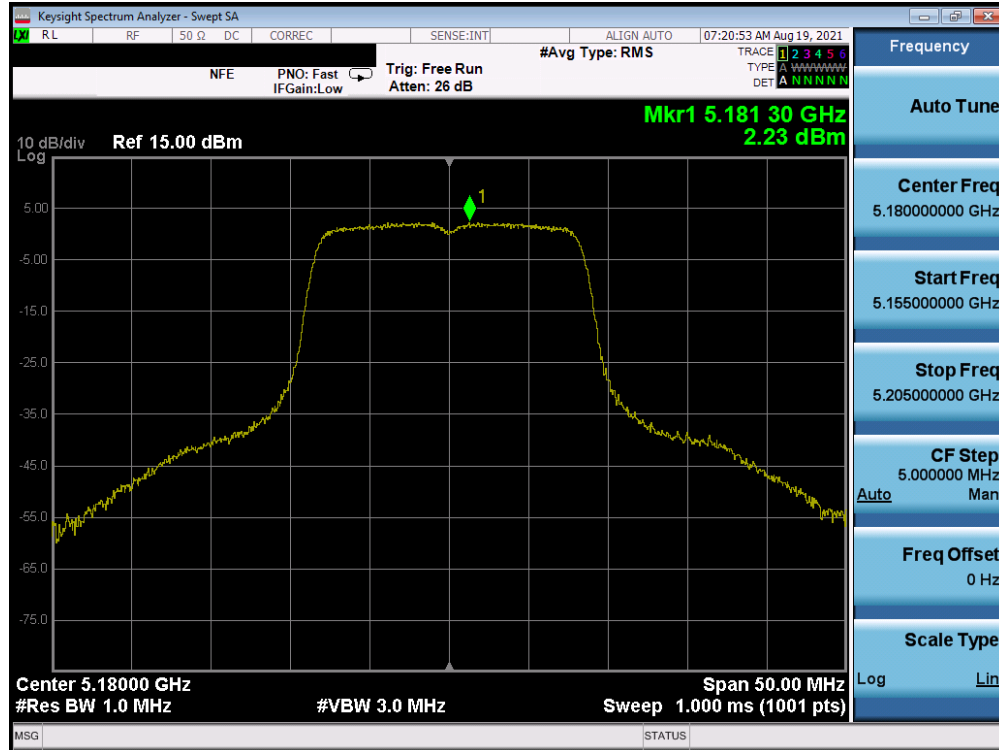 Keysight Spectrum Analyzer - Swept SA
LXI RL RF 50 Ω DC CORREC SENSE:INT ALIGN AUTO 07:20:53 AM Aug 19, 2021
NFE PNO: Fast Trig: Free Run #Avg Type: RMS TRACE 1 2 3 4 5 6
IFGain:Low Atten: 26 dB TYPE A WWWWW
DET A N N N N N
Mkr1 5.181 30 GHz
2.23 dBm
10 dB/div Ref 15.00 dBm
Log
1
5.00
-5.00
-15.0
-25.0
-35.0
-45.0
-55.0
-65.0
-75.0
Center 5.18000 GHz Span 50.00 MHz
#Res BW 1.0 MHz #VBW 3.0 MHz Sweep 1.000 ms (1001 pts)
MSG STATUS
Frequency
Auto Tune
Center Freq
5.180000000 GHz
Start Freq
5.155000000 GHz
Stop Freq
5.205000000 GHz
CF Step
5.000000 MHz
Auto Man
Freq Offset
0 Hz
Scale Type
Log Lin